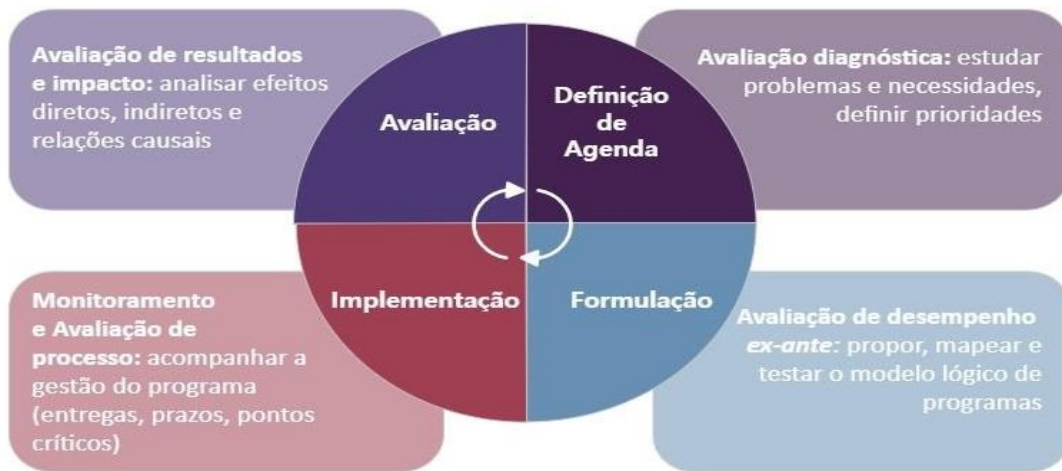 Avaliação de resultados
e impacto: analisar efeitos
diretos, indiretos e
relações causais
Avaliação
Definição
de
Agenda
Avaliação diagnóstica: estudar
problemas e necessidades,
definir prioridades
Monitoramento
e Avaliação de
processo: acompanhar a
gestão do programa
(entregas, prazos, pontos
críticos)
Implementação
Formulação
Avaliação de desempenho
ex-ante: propor, mapear e
testar o modelo lógico de
programas